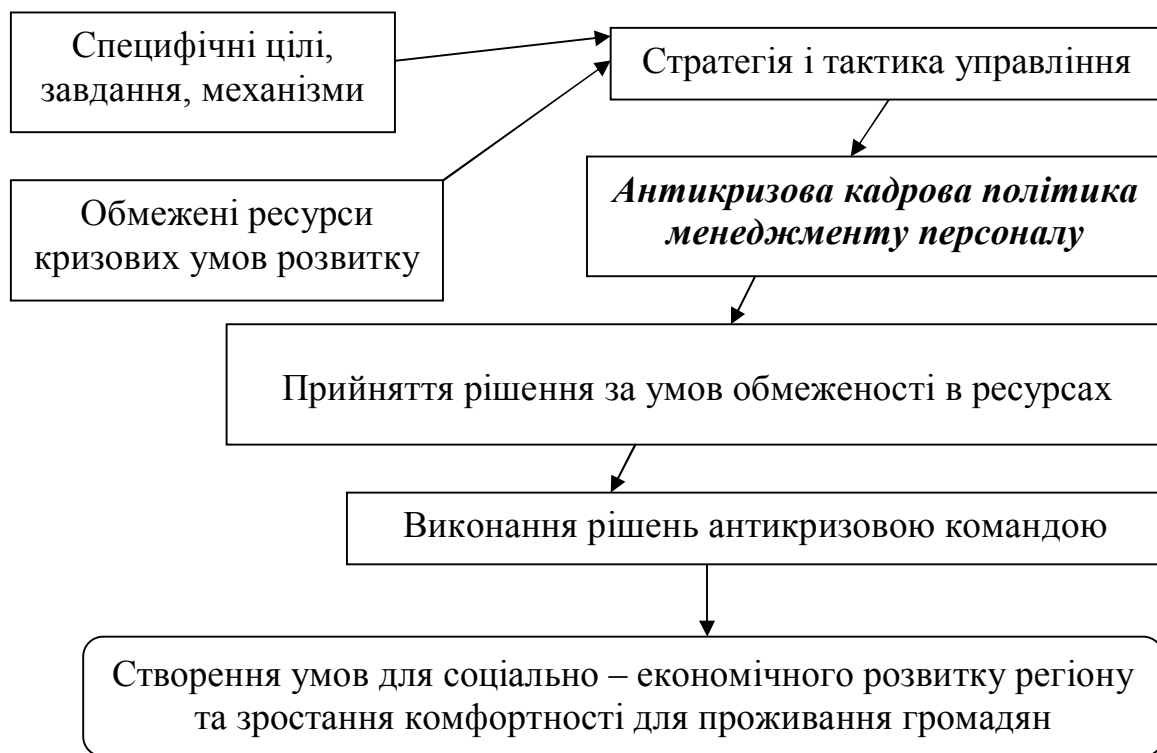 Специфічні цілі,
завдання, механізми
Стратегія і тактика управління
Обмежені ресурси
кризових умов розвитку
Антикризова кадрова політика
менеджменту персоналу
Прийняття рішення за умов обмеженості в ресурсах
Виконання рішень антикризовою командою
Створення умов для соціально – економічного розвитку регіону
та зростання комфортності для проживання громадян